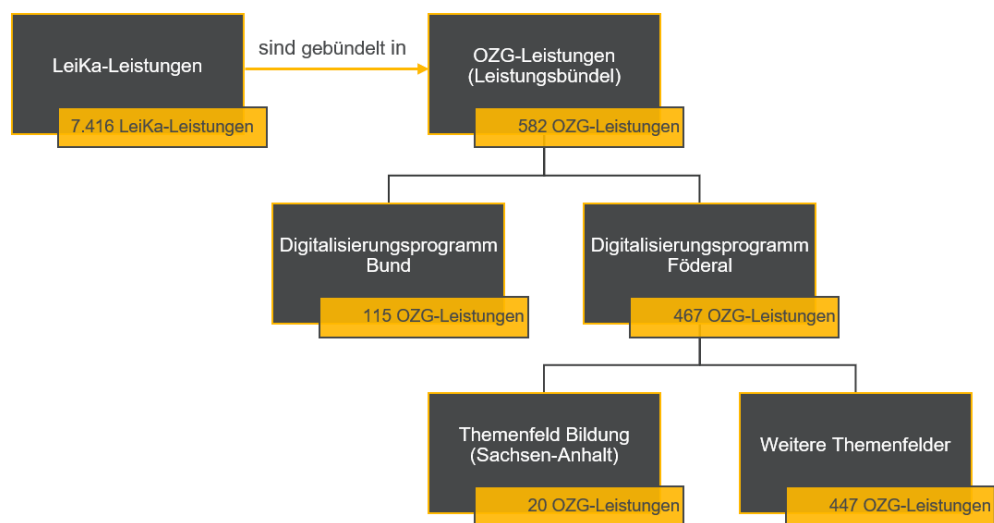 LeiKa-Leistungen
7.416 LeiKa-Leistungen
sind gebündelt in
OZG-Leistungen
(Leistungsbündel)
582 OZG-Leistungen
Digitalisierungsprogramm
Bund
115 OZG-Leistungen
Digitalisierungsprogramm
Föderal
467 OZG-Leistungen
Themenfeld Bildung
(Sachsen-Anhalt)
20 OZG-Leistungen
Weitere Themenfelder
447 OZG-Leistungen